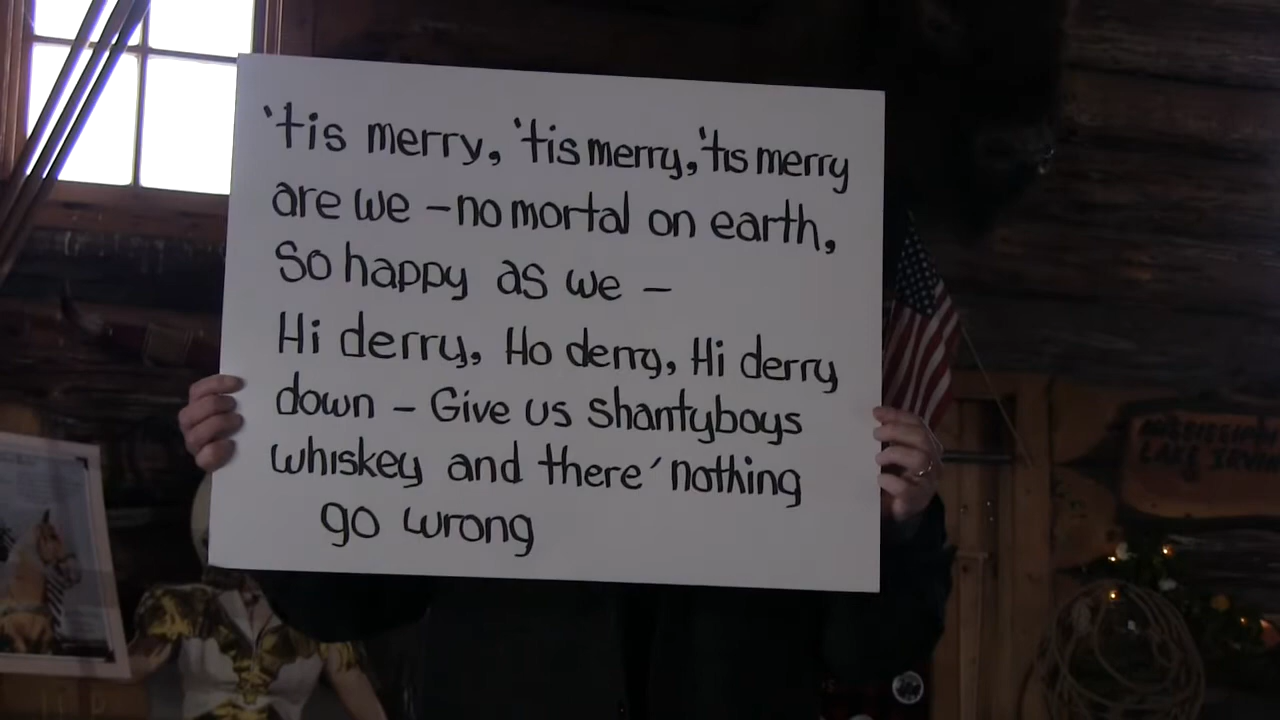 'tis merry, 'tis merry, 'tis merry
are we - no mortal on earth,
So happy as we -
Hi derry, Ho derry, Hi derry
down - Give us Shantyboys
whiskey and there 'nothing
go wrong
LAKE